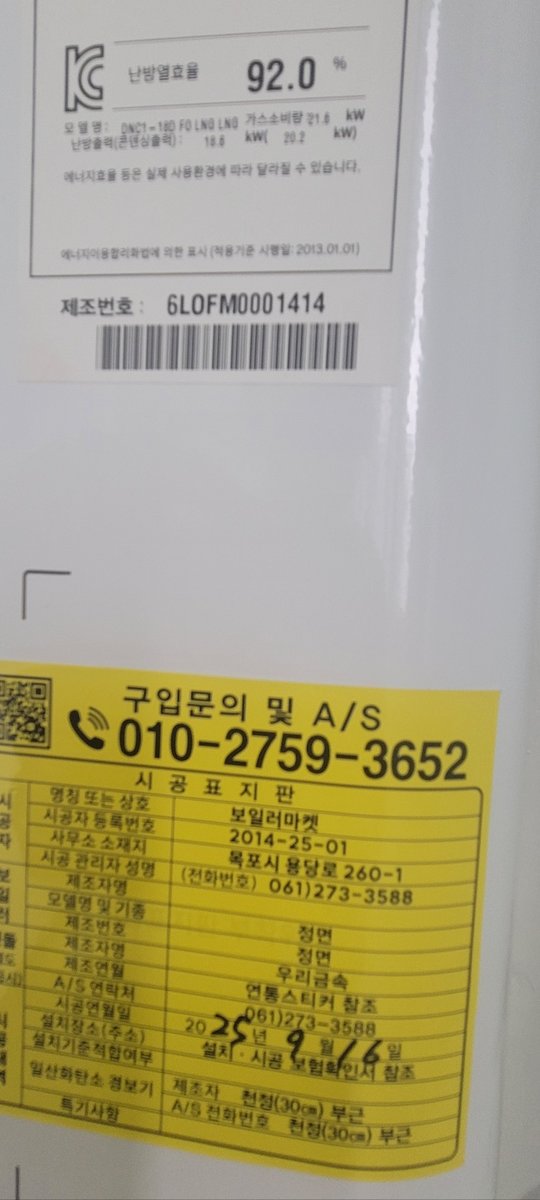 난방열효율 92.0 %
모 델 명 : DNC1-18D FO LNG LNG 가스소비량 21.6 kW
난방출력(콘덴싱출력) : 18.6 kW( 20.2 kW)
에너지효율 등은 실제 사용환경에 따라 달라질 수 있습니다.
에너지이용합리화법에 의한 표시 (적용기준 시행일: 2013.01.01)
제조번호 : 6L0FM0001414
구입문의 및 A/S
010-2759-3652
시 공 표 지 판
명칭 또는 상호 보일러마켓
시공자 등록번호 2014-25-01
사무소 소재지 목포시 용당로 260-1
시공 관리자 성명 (전화번호) 061)273-3588
제조자명
모델명 및 기종 정면
제조번호 정면
제조자명 우리금속
제조연월 연통스티커 참조
A/S연락처 061)273-3588
시공연월일 2025년 9월 16일
설치장소(주소) 설치·시공 보험확인서 참조
설치기준적합여부
일산화탄소 경보기 제조자 천정(30㎝) 부근
특기사항 A/S 전화번호 천정(30㎝) 부근